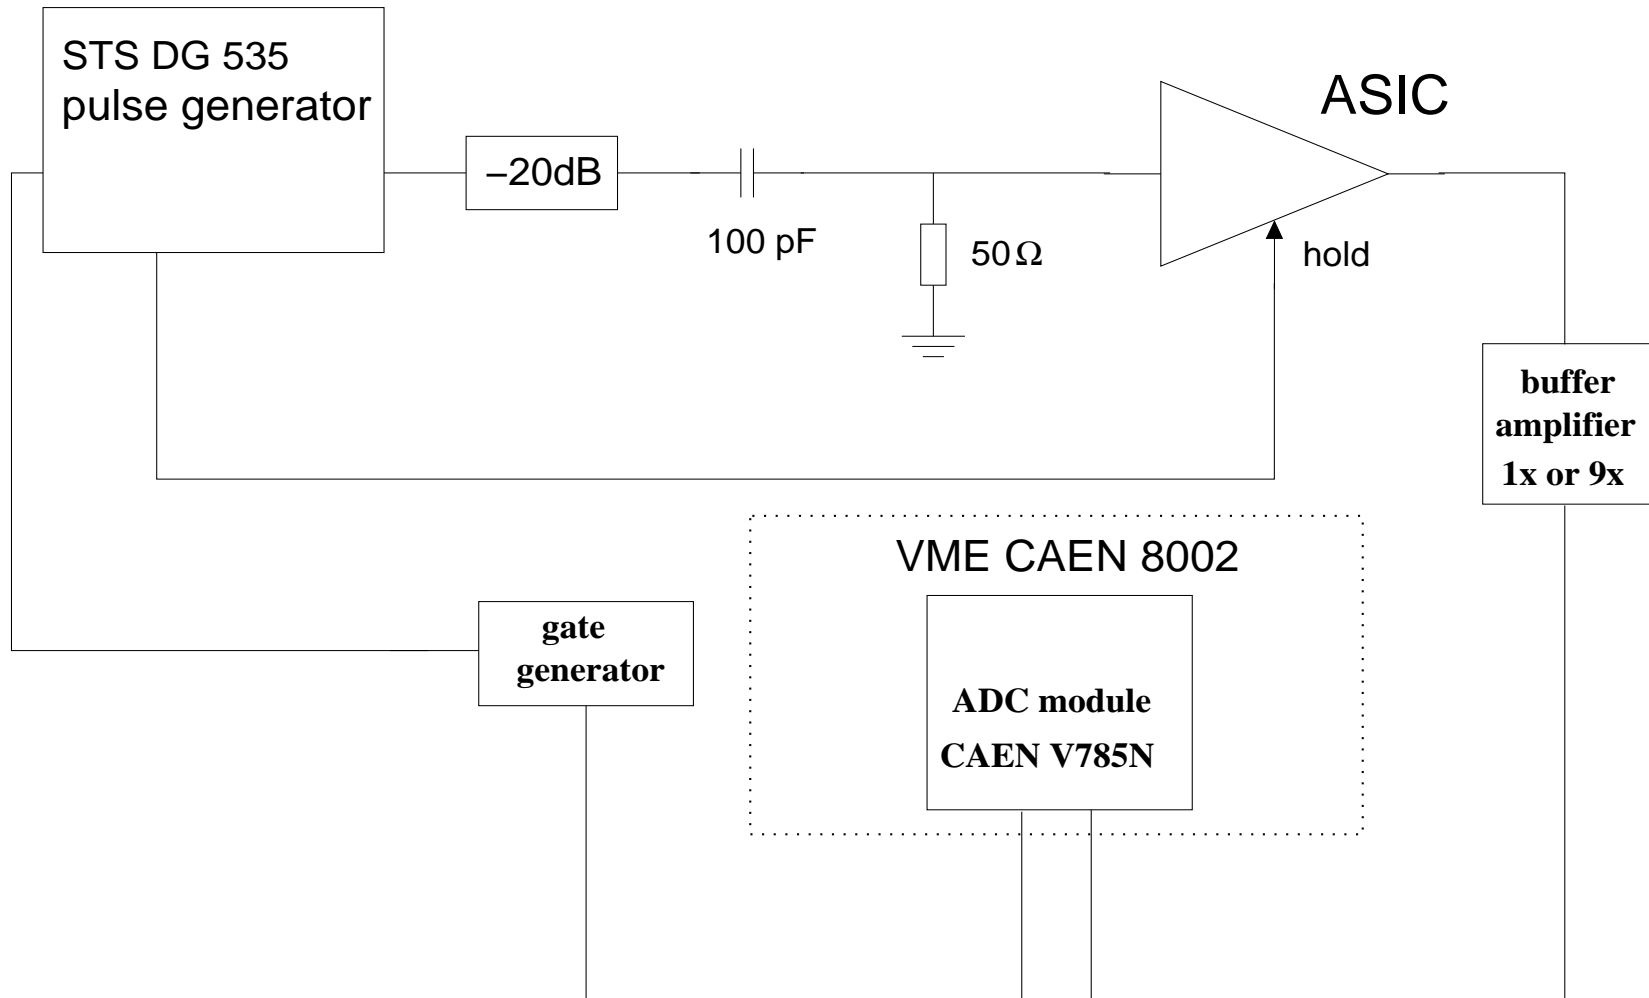 STS DG 535
pulse generator
–20dB
100 pF
50Ω
ASIC
hold
buffer
amplifier
1x or 9x
VME CAEN 8002
gate
generator
ADC module
CAEN V785N